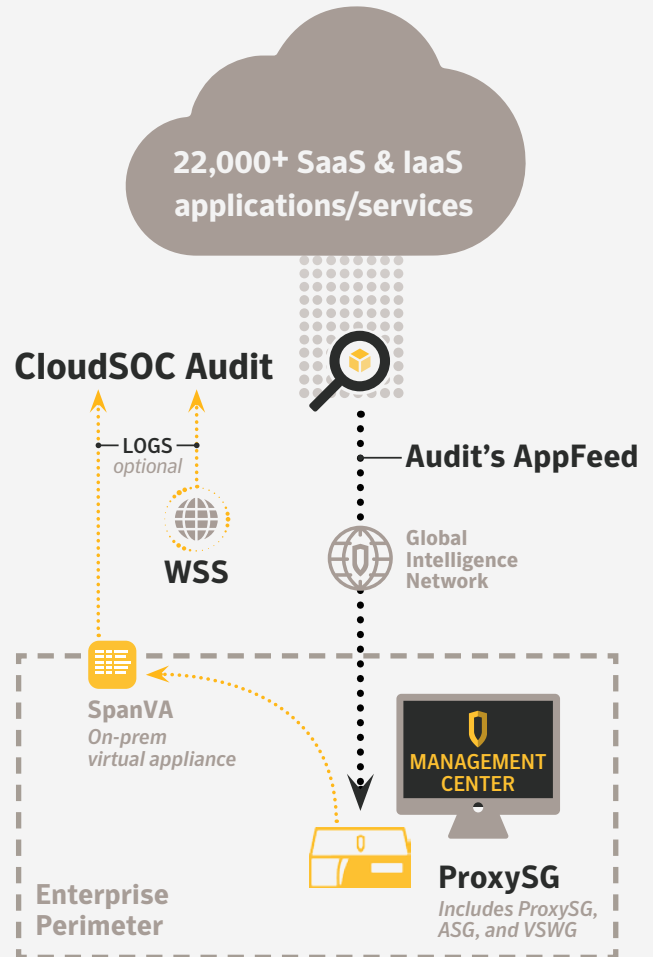 22,000+ SaaS & IaaS
applications/services
CloudSOC Audit
LOGS
optional
Audit's AppFeed
WSS
Global
Intelligence
Network
SpanVA
On-prem
virtual appliance
MANAGEMENT
CENTER
ProxySG
Includes ProxySG,
ASG, and VSWG
Enterprise
Perimeter